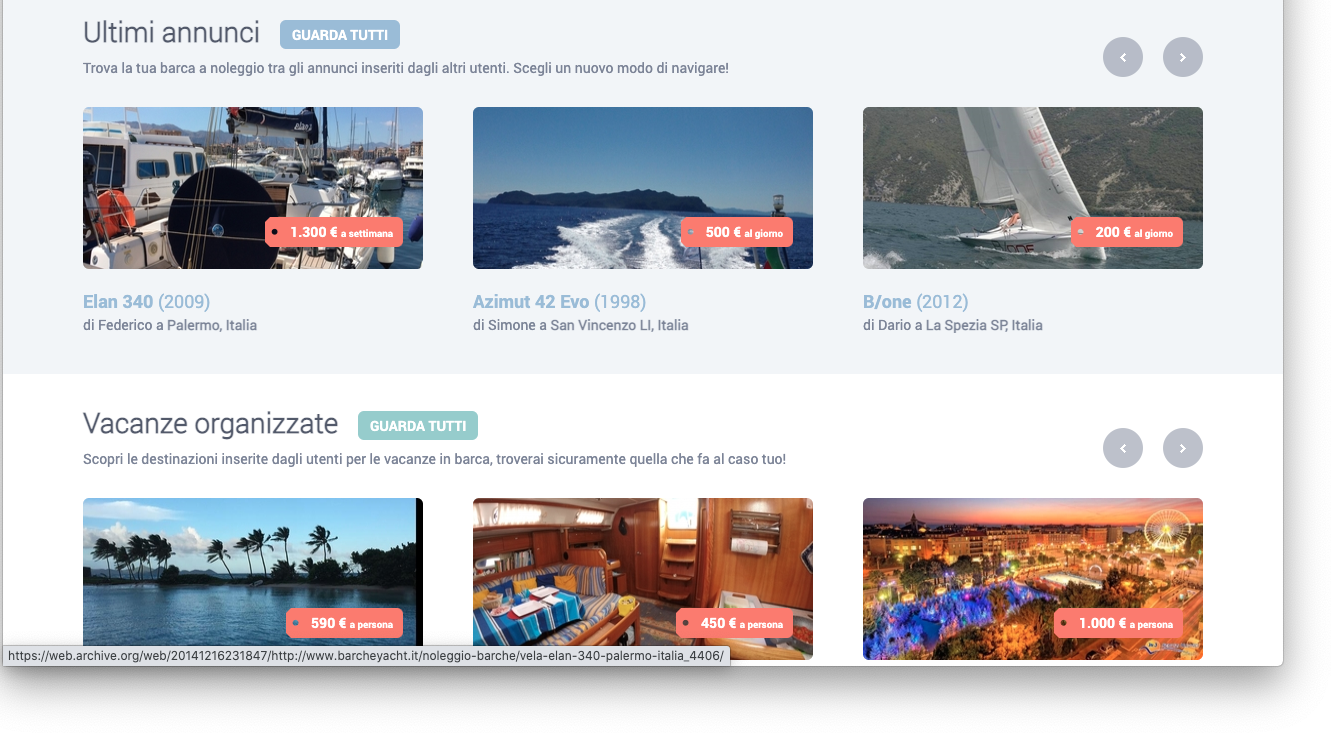 Ultimi annunci GUARDA TUTTI
Trova la tua barca a noleggio tra gli annunci inseriti dagli altri utenti. Scegli un nuovo modo di navigare!
elan
1.300 € a settimana
500 € al giorno
200 € al giorno
Elan 340 (2009)
di Federico a Palermo, Italia
Azimut 42 Evo (1998)
di Simone a San Vincenzo LI, Italia
B/one (2012)
di Dario a La Spezia SP, Italia
Vacanze organizzate GUARDA TUTTI
Scopri le destinazioni inserite dagli utenti per le vacanze in barca, troverai sicuramente quella che fa al caso tuo!
590 € a persona
450 € a persona
1.000 € a persona
https://web.archive.org/web/20141216231847/http://www.barcheyacht.it/noleggio-barche/vela-elan-340-palermo-italia_4406/